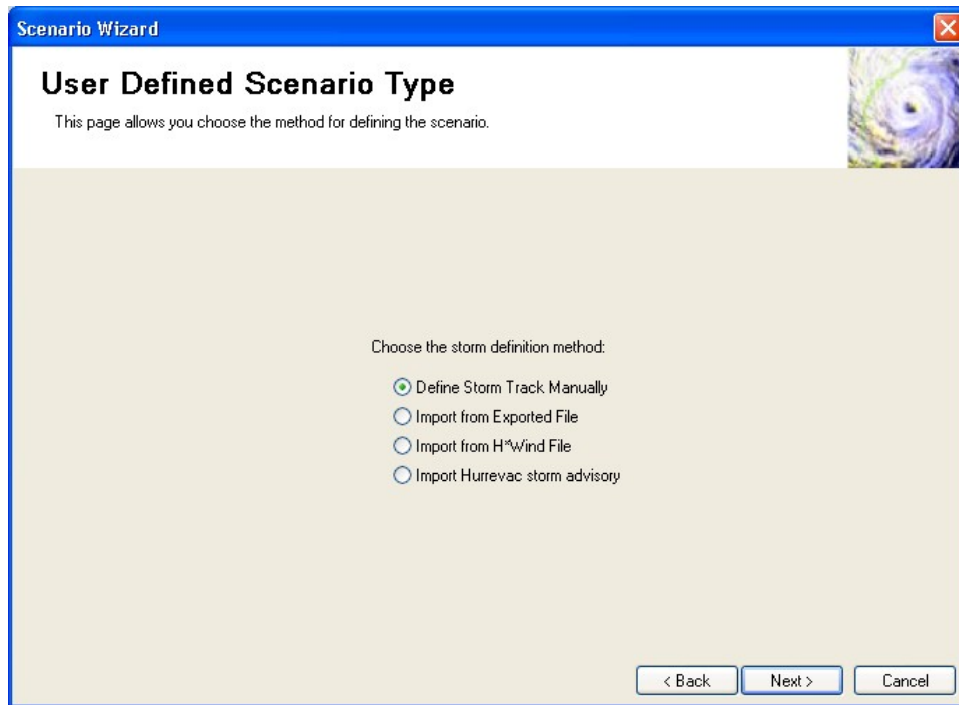 Scenario Wizard
User Defined Scenario Type
This page allows you choose the method for defining the scenario.
Choose the storm definition method:
Define Storm Track Manually
Import from Exported File
Import from H*Wind File
Import Hurrevac storm advisory
< Back Next > Cancel